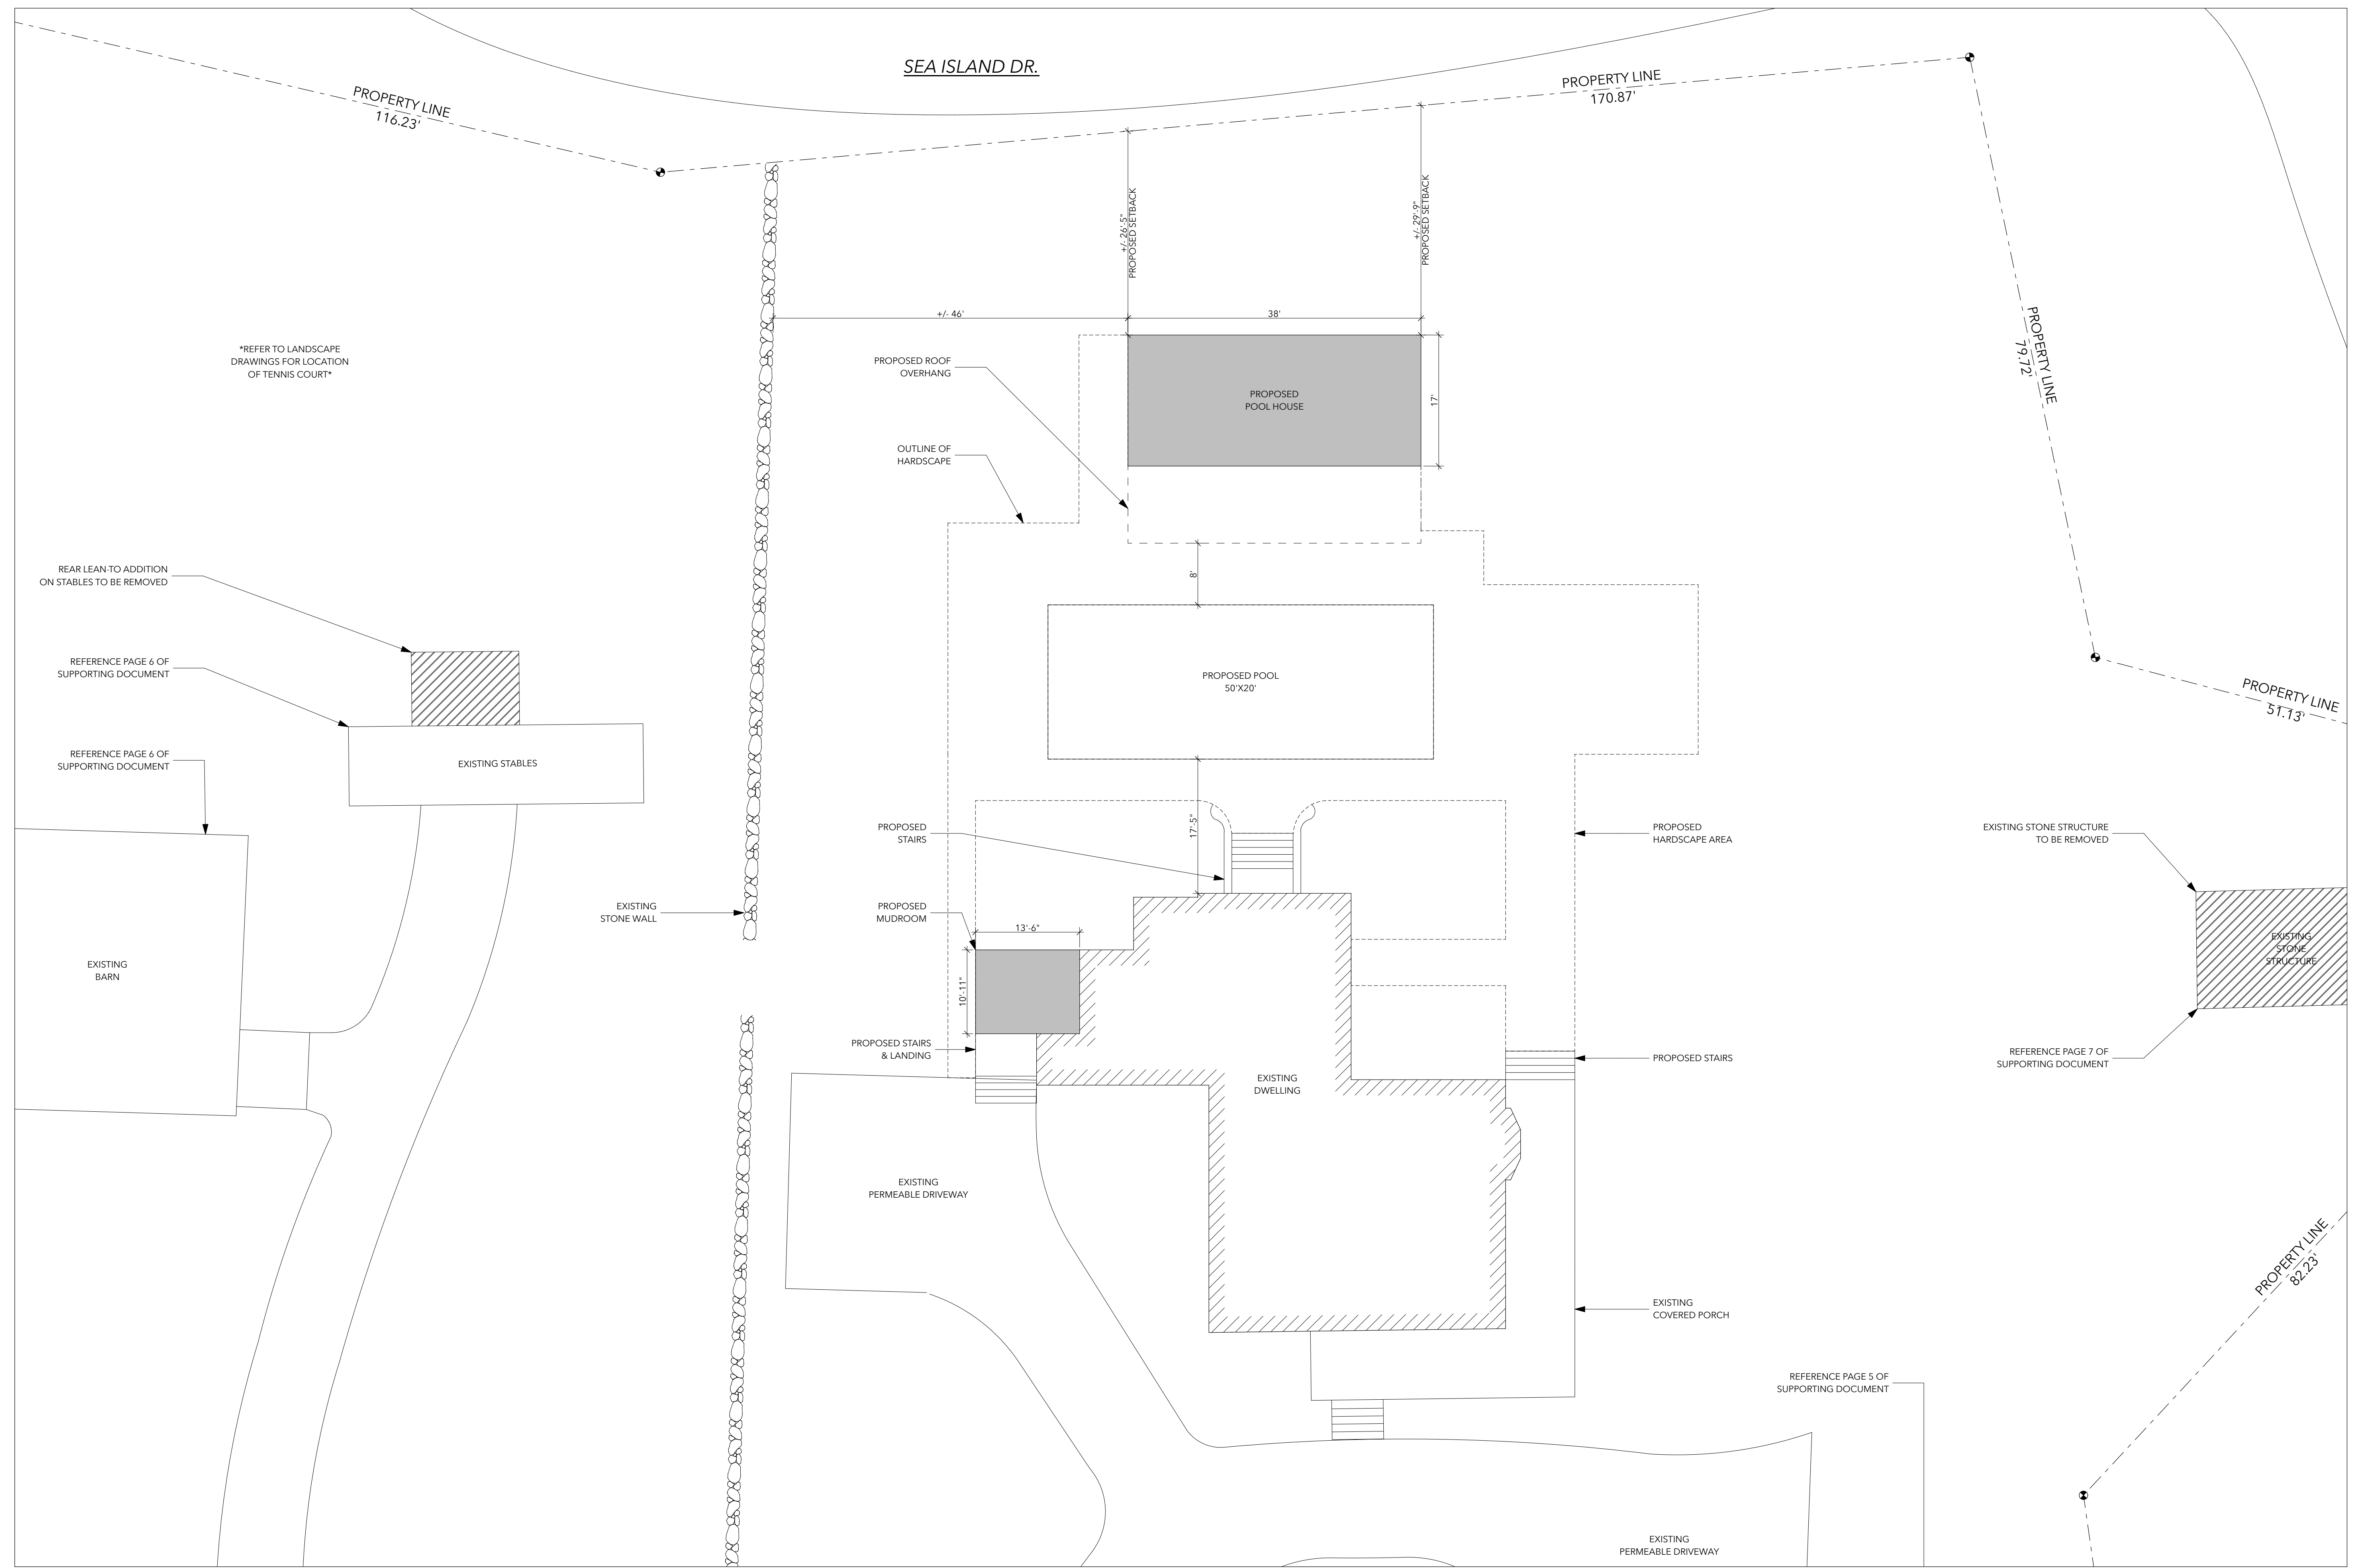 SEA ISLAND DR.
PROPERTY LINE
116.23'
PROPERTY LINE
170.87'
+/- 26'-5"
PROPOSED SETBACK
+/- 29'-9"
PROPOSED SETBACK
+/- 46'
38'
PROPERTY LINE
79.72'
*REFER TO LANDSCAPE
DRAWINGS FOR LOCATION
OF TENNIS COURT*
PROPOSED ROOF
OVERHANG
PROPOSED
POOL HOUSE
17'
OUTLINE OF
HARDSCAPE
REAR LEAN-TO ADDITION
ON STABLES TO BE REMOVED
8'
REFERENCE PAGE 6 OF
SUPPORTING DOCUMENT
PROPOSED POOL
50'X20'
PROPERTY LINE
51.13'
REFERENCE PAGE 6 OF
SUPPORTING DOCUMENT
EXISTING STABLES
17'-5"
PROPOSED
STAIRS
PROPOSED
HARDSCAPE AREA
EXISTING STONE STRUCTURE
TO BE REMOVED
EXISTING
STONE WALL
PROPOSED
MUDROOM
13'-6"
EXISTING
STONE
STRUCTURE
EXISTING
BARN
10'-11"
PROPOSED STAIRS
& LANDING
PROPOSED STAIRS
REFERENCE PAGE 7 OF
SUPPORTING DOCUMENT
EXISTING
DWELLING
EXISTING
PERMEABLE DRIVEWAY
PROPERTY LINE
82.23'
EXISTING
COVERED PORCH
REFERENCE PAGE 5 OF
SUPPORTING DOCUMENT
EXISTING
PERMEABLE DRIVEWAY